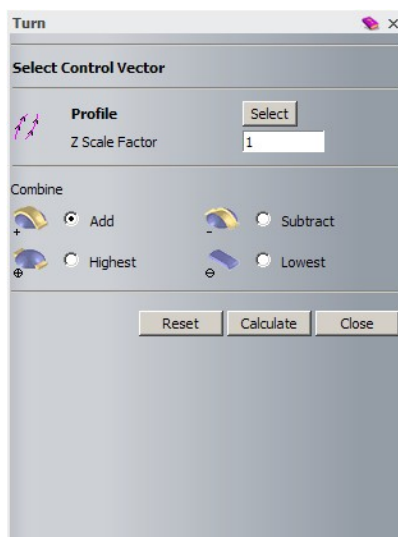 Turn
Select Control Vector
Profile Select
Z Scale Factor 1
Combine
Add Subtract
Highest Lowest
Reset Calculate Close